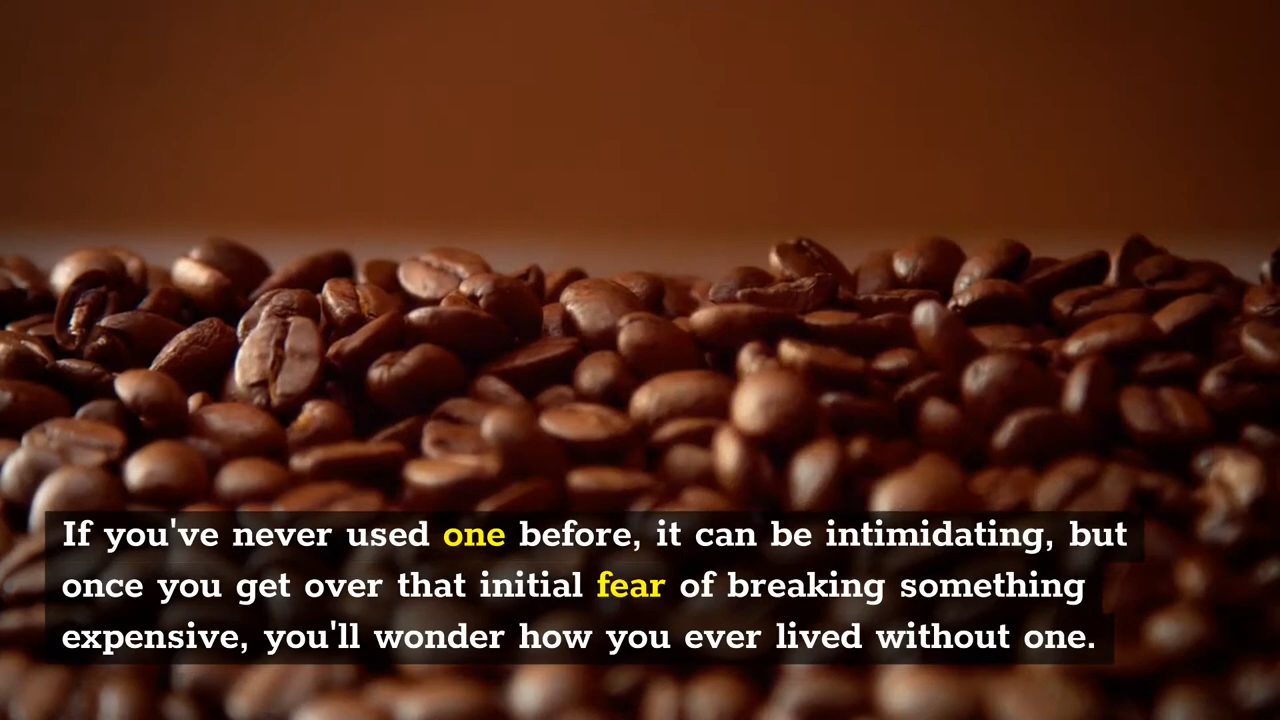 If you've never used one before, it can be intimidating, but
once you get over that initial fear of breaking something
expensive, you'll wonder how you ever lived without one.